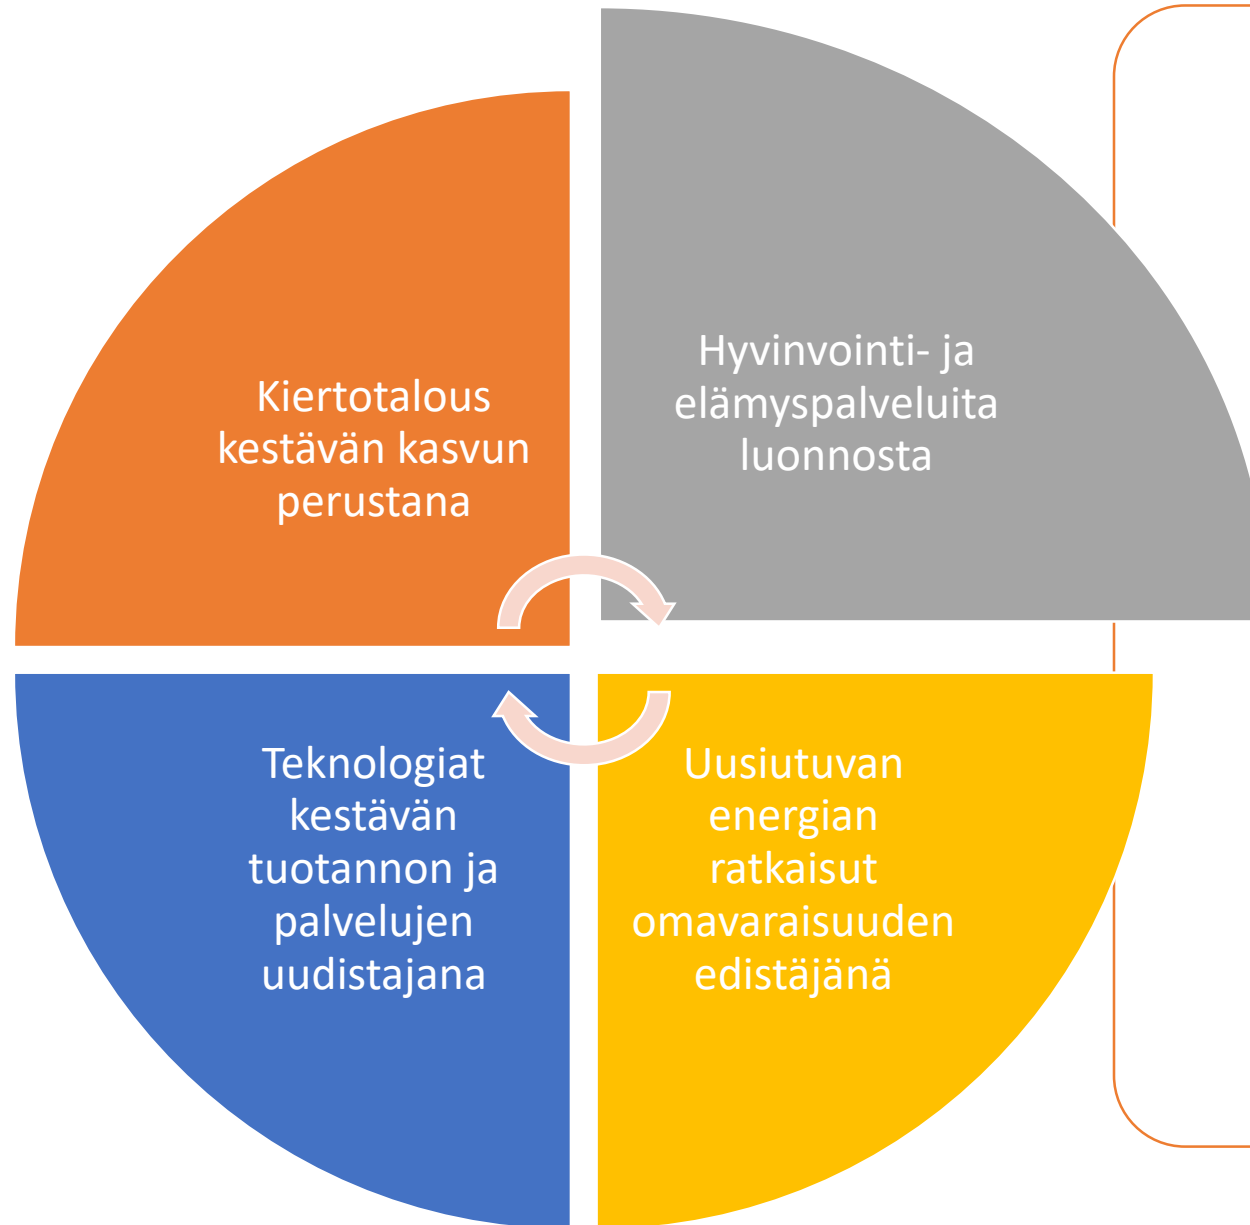 Kiertotalous
kestävän kasvun
perustana
Hyvinvointi- ja
elämyspalveluita
luonnosta
Teknologiat
kestävän
tuotannon ja
palvelujen
uudistajana
Uusiutuvan
energian
ratkaisut
omavaraisuuden
edistäjänä